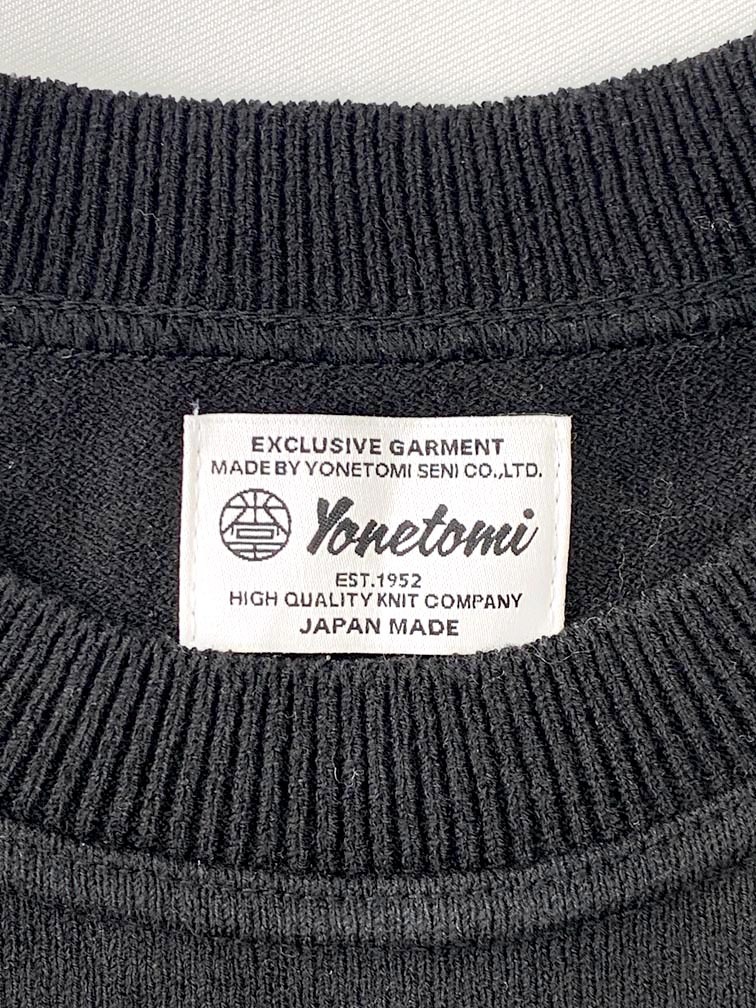 EXCLUSIVE GARMENT
MADE BY YONETOMI SENI CO.,LTD.
Yonetomi
EST.1952
HIGH QUALITY KNIT COMPANY
JAPAN MADE